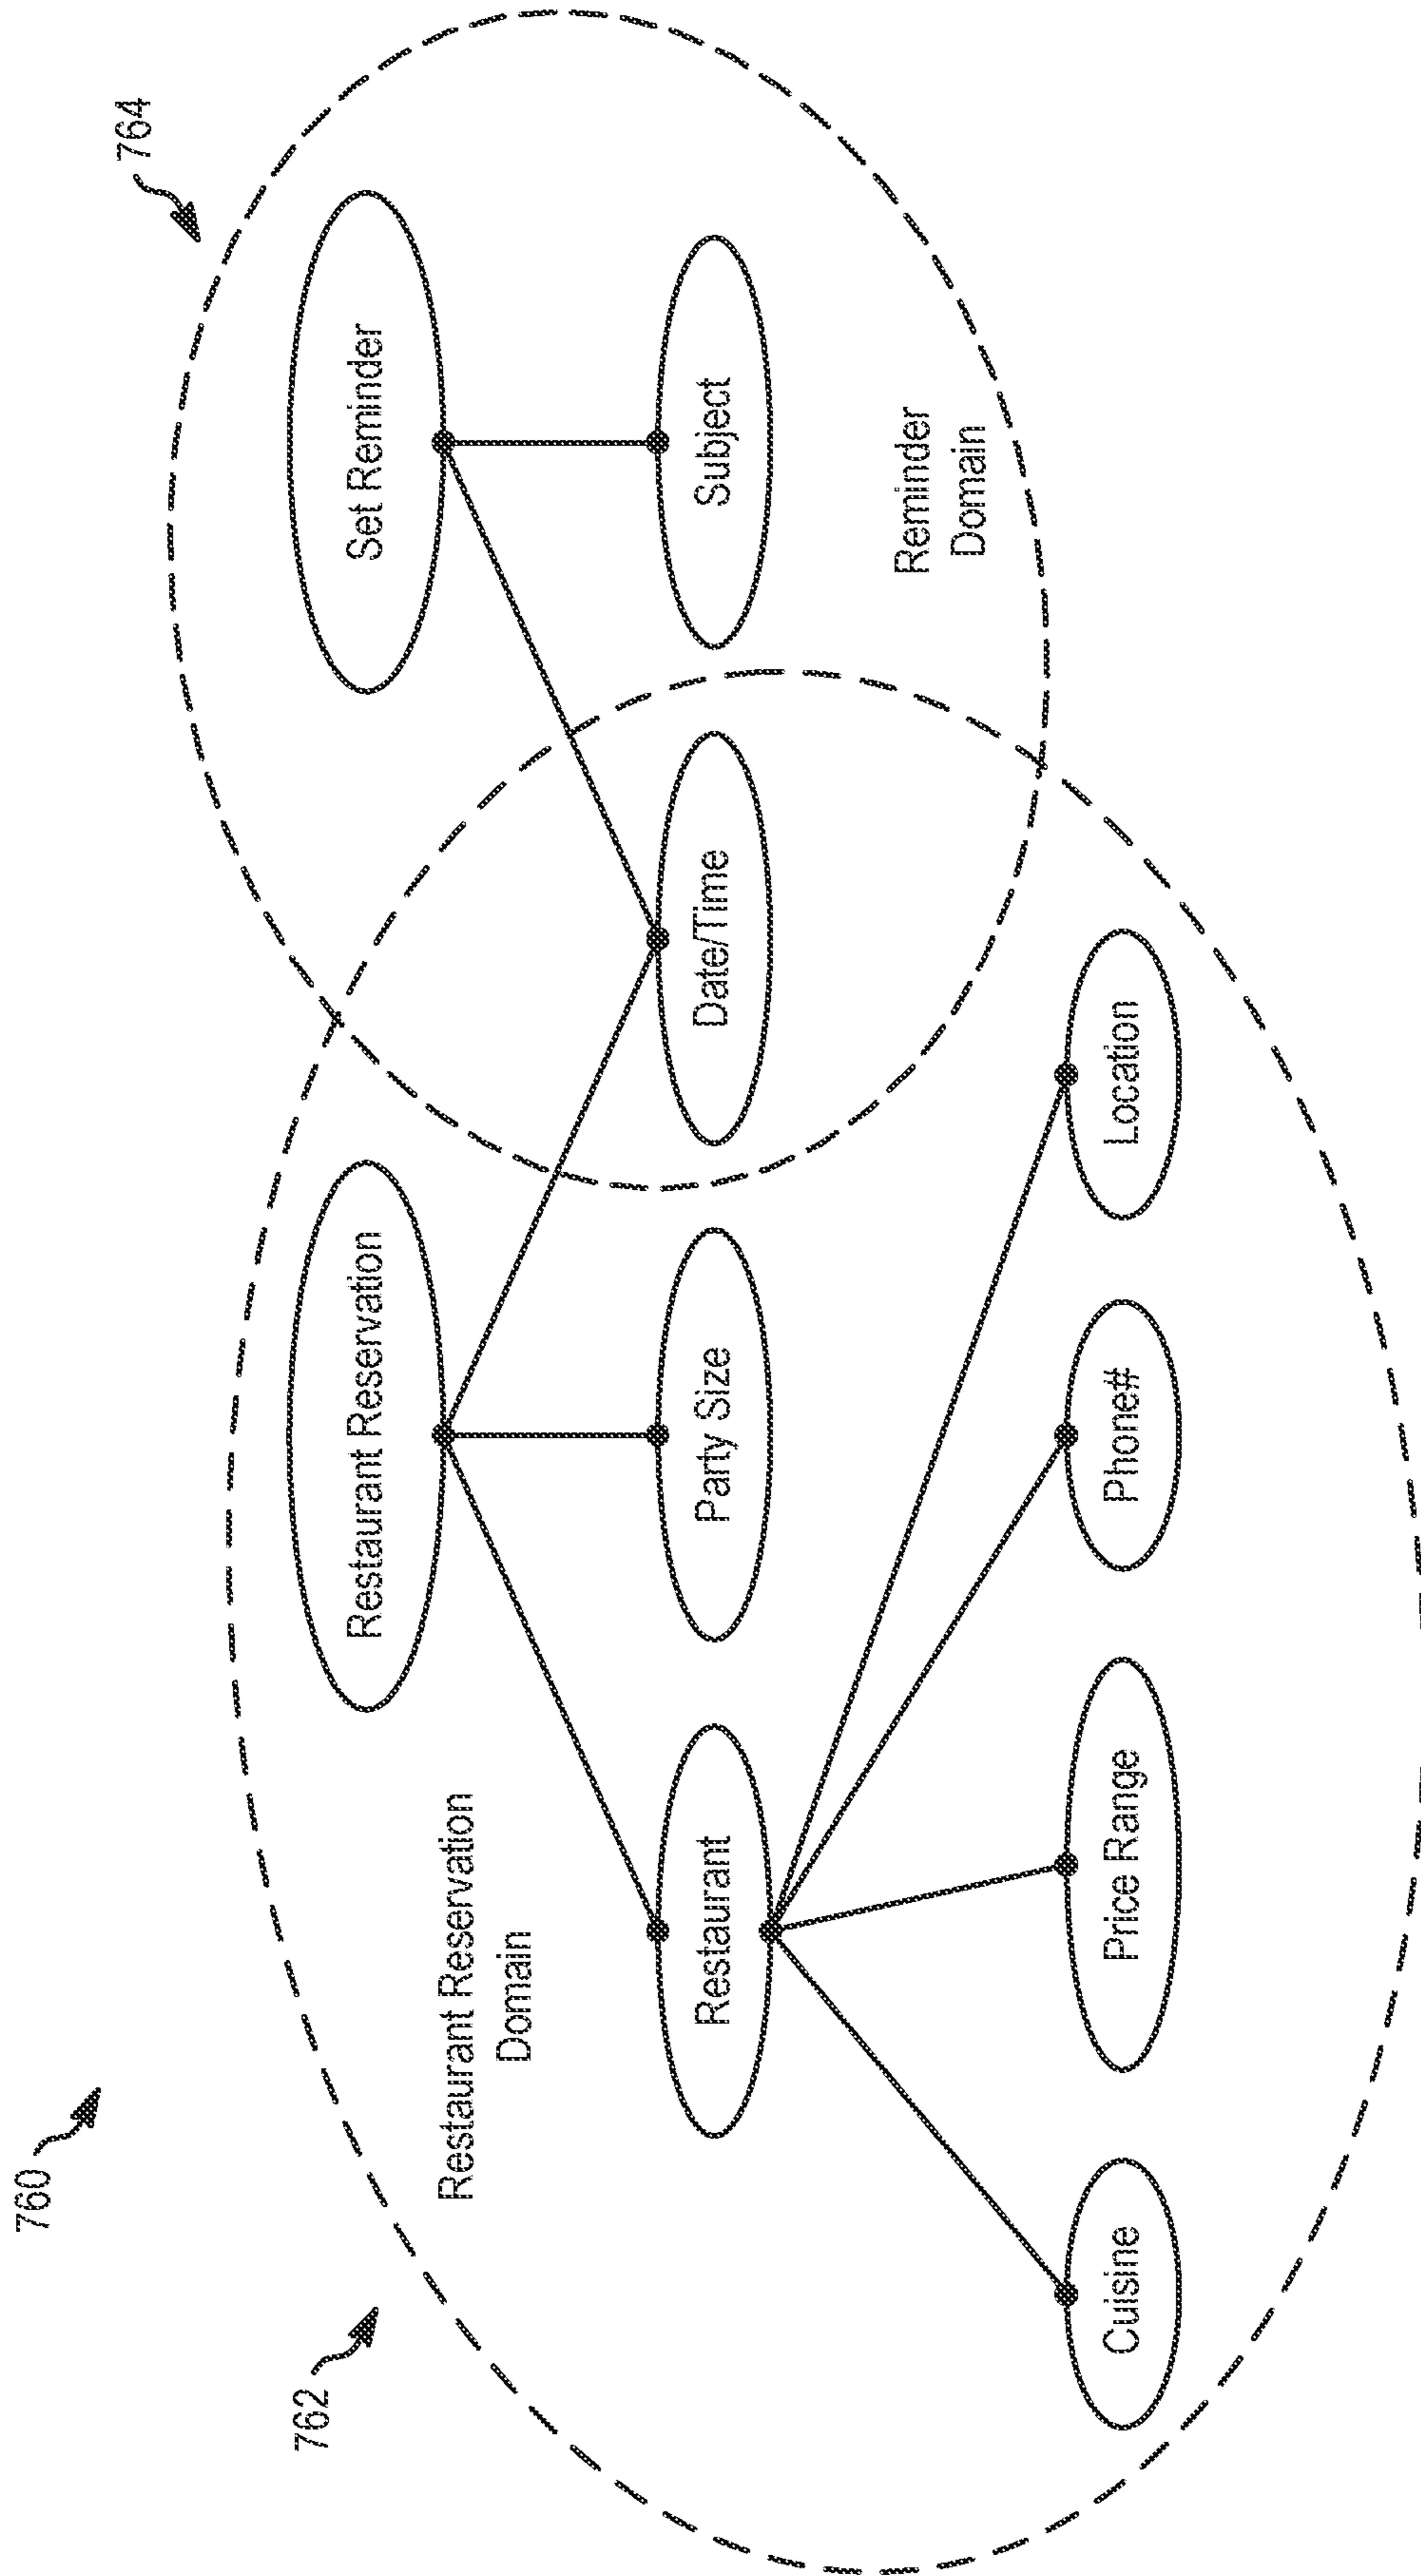 760
762
764
Restaurant Reservation
Set Reminder
Restaurant Reservation
Domain
Restaurant
Party Size
Date/Time
Subject
Reminder
Domain
Cuisine
Price Range
Phone#
Location